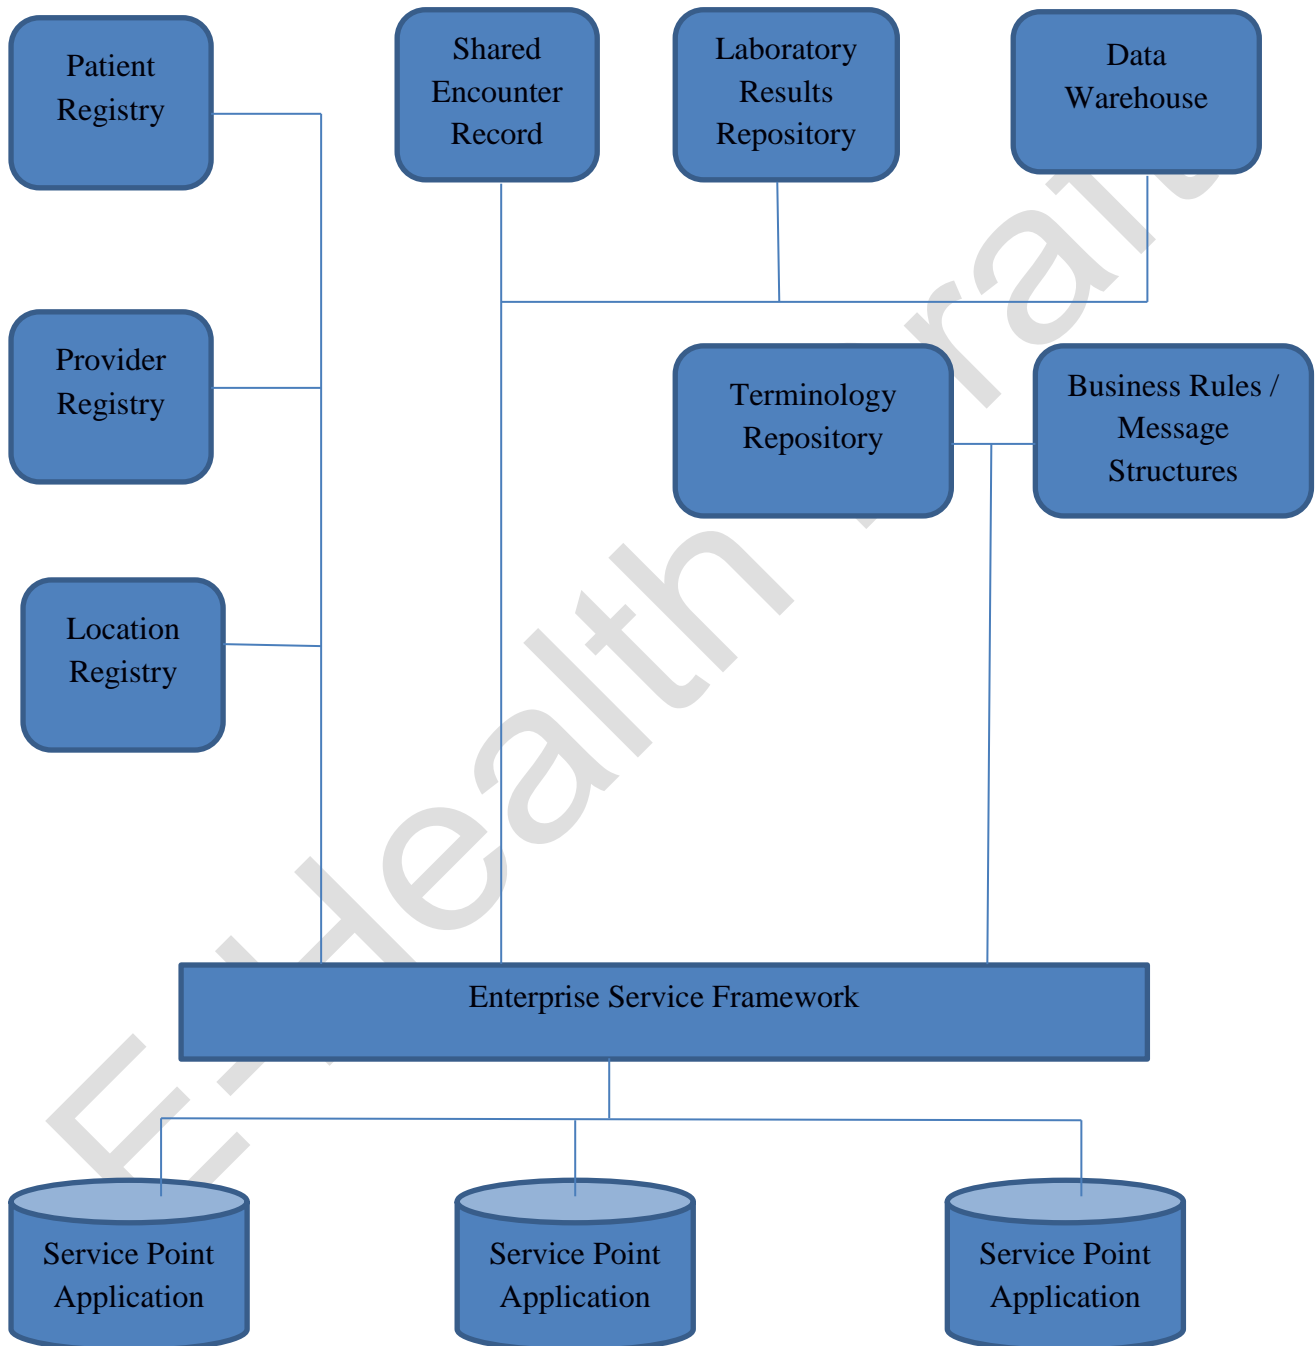 Patient
Registry
Shared
Encounter
Record
Laboratory
Results
Repository
Data
Warehouse
Provider
Registry
Terminology
Repository
Business Rules /
Message
Structures
Location
Registry
Enterprise Service Framework
Service Point
Application
Service Point
Application
Service Point
Application
E-Health